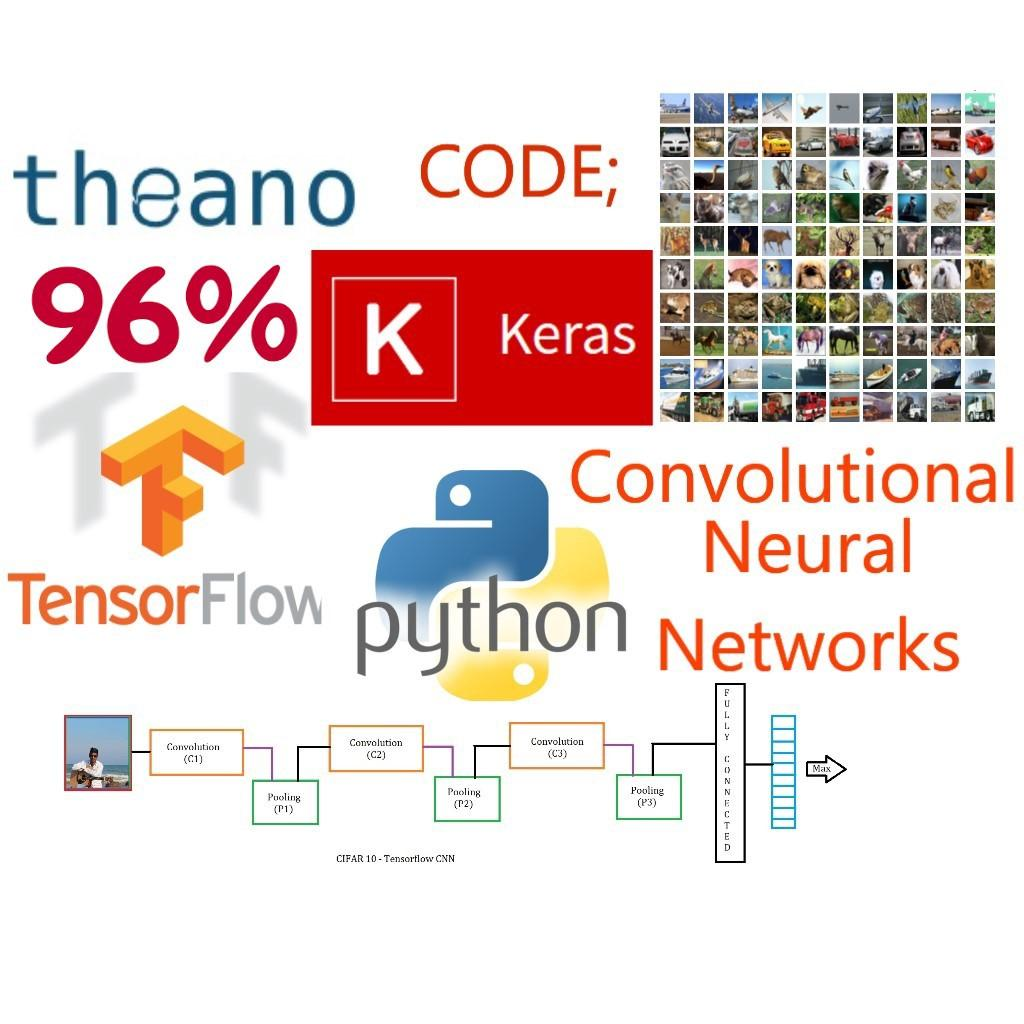 theano
CODE;
96%
K
Keras
TensorFlow
python
Convolutional
Neural
Networks
Convolution
(C1)
Pooling
(P1)
Convolution
(C2)
Pooling
(P2)
Convolution
(C3)
Pooling
(P3)
FULLY CONNECTED
Max
CIFAR 10 - Tensorflow CNN